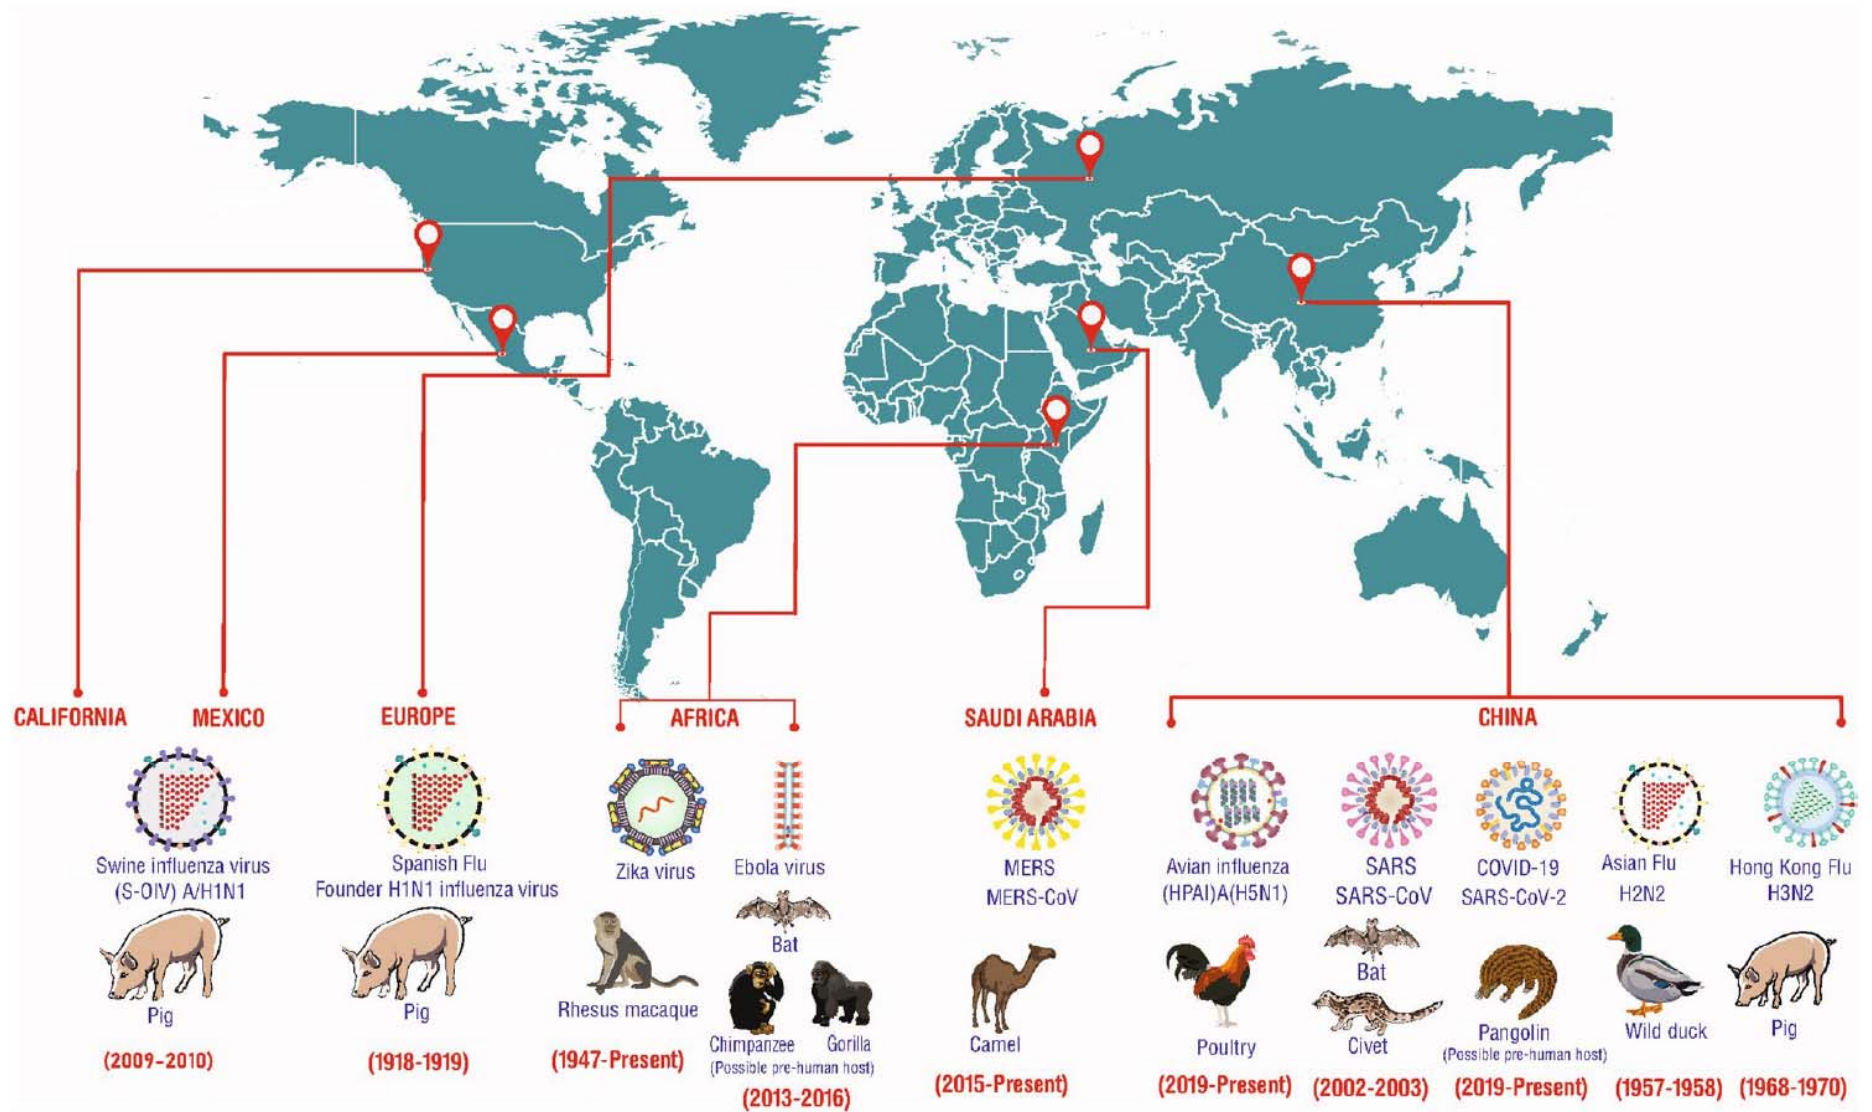 CALIFORNIA
MEXICO
EUROPE
AFRICA
SAUDI ARABIA
CHINA
Swine influenza virus
(S-OIV) A/H1N1
Pig
(2009-2010)
Spanish Flu
Founder H1N1 influenza virus
Pig
(1918-1919)
Zika virus
Rhesus macaque
(1947-Present)
Ebola virus
Bat
Chimpanzee
Gorilla
(Possible pre-human host)
(2013-2016)
MERS
MERS-CoV
Camel
(2015-Present)
Avian influenza
(HPAI)A(H5N1)
Poultry
(2019-Present)
SARS
SARS-CoV
Bat
Civet
(2002-2003)
COVID-19
SARS-CoV-2
Pangolin
(Possible pre-human host)
(2019-Present)
Asian Flu
H2N2
Wild duck
(1957-1958)
Hong Kong Flu
H3N2
Pig
(1968-1970)